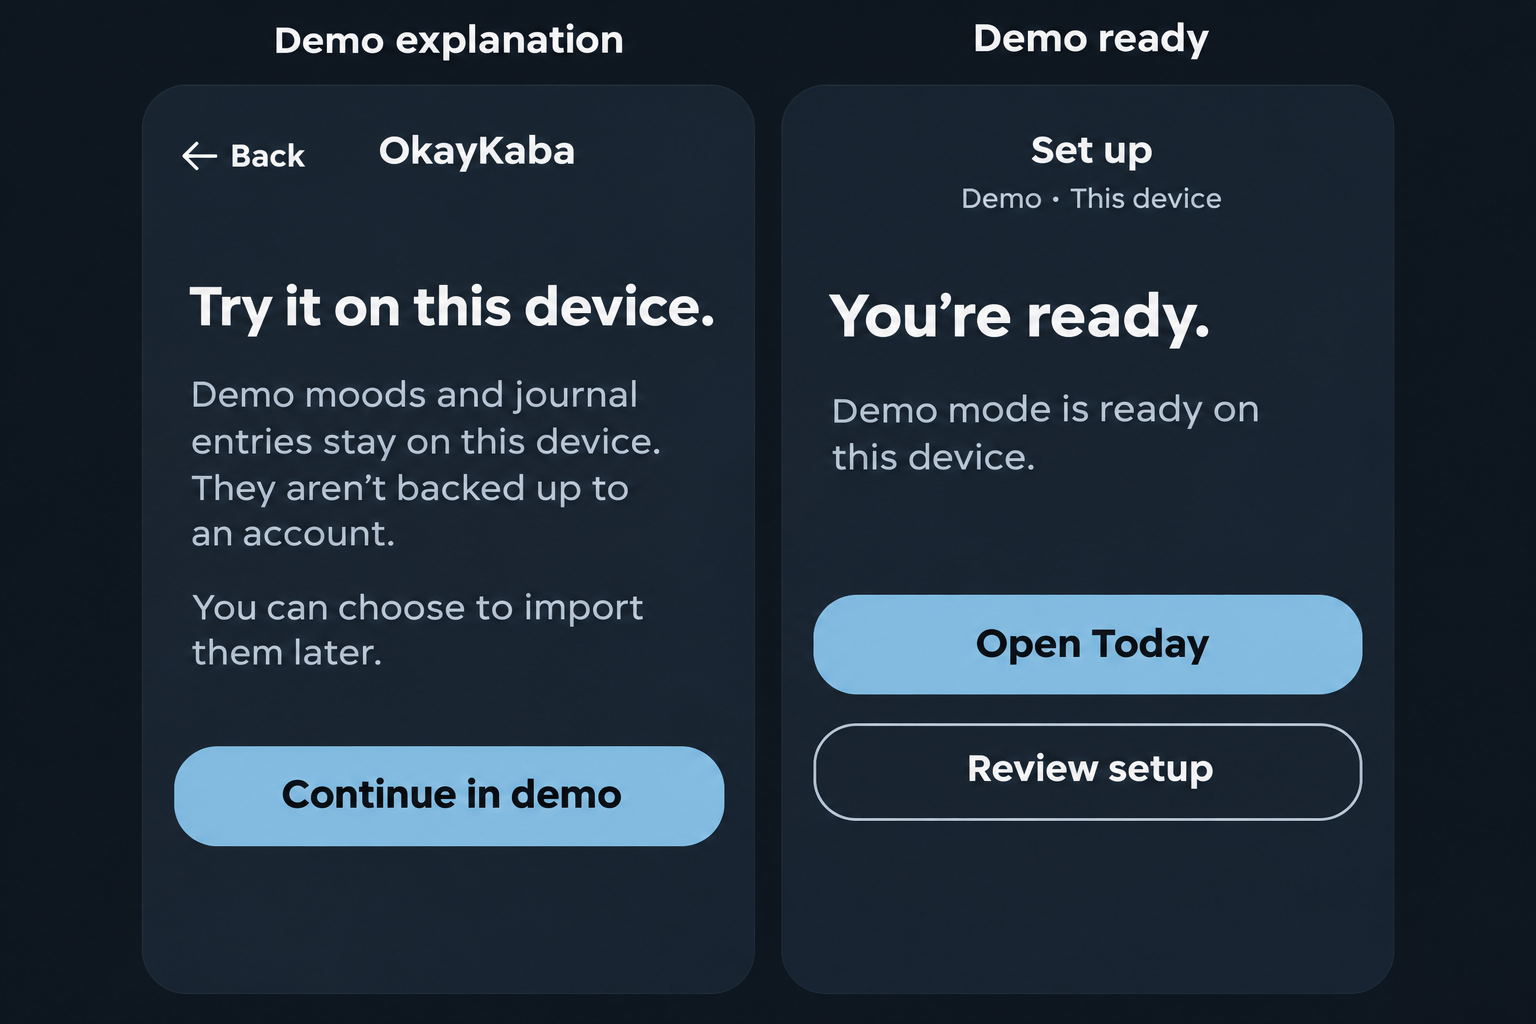 Demo explanation
← Back
OkayKaba
Try it on this device.
Demo moods and journal
entries stay on this device.
They aren’t backed up to
an account.
You can choose to import
them later.
Continue in demo
Demo ready
Set up
Demo • This device
You’re ready.
Demo mode is ready on
this device.
Open Today
Review setup